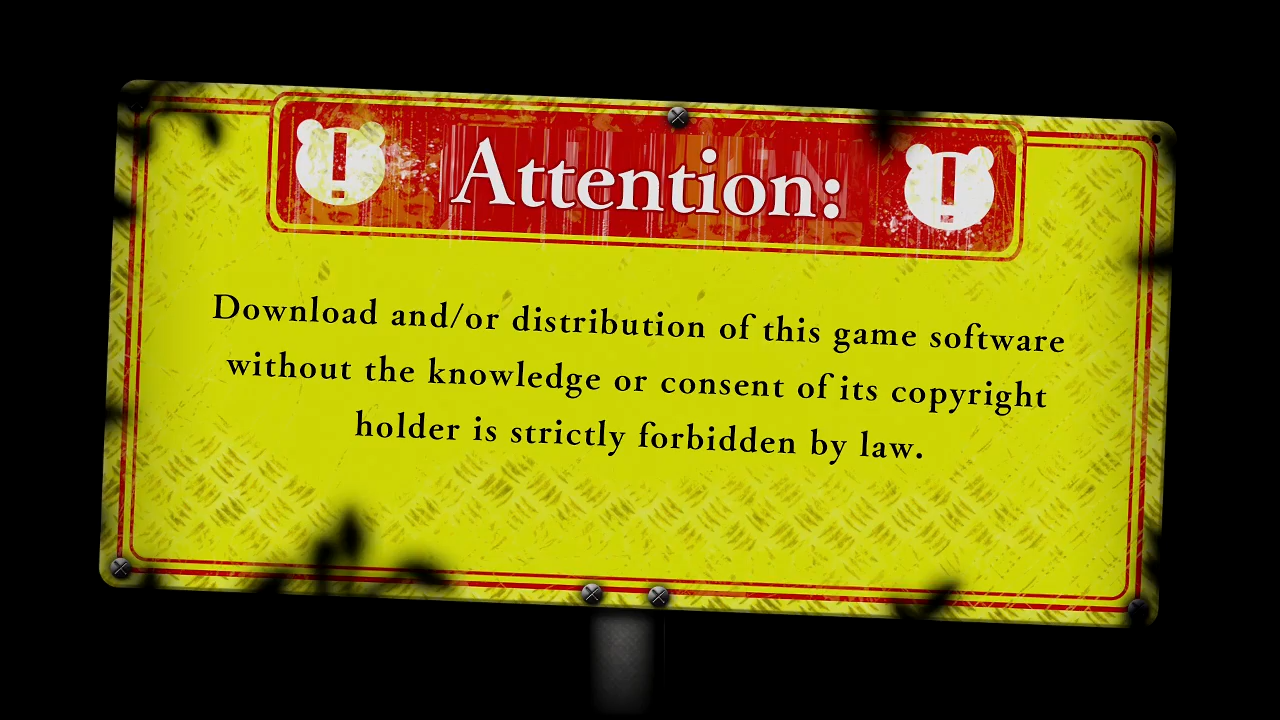 Attention:
Download and/or distribution of this game software
without the knowledge or consent of its copyright
holder is strictly forbidden by law.